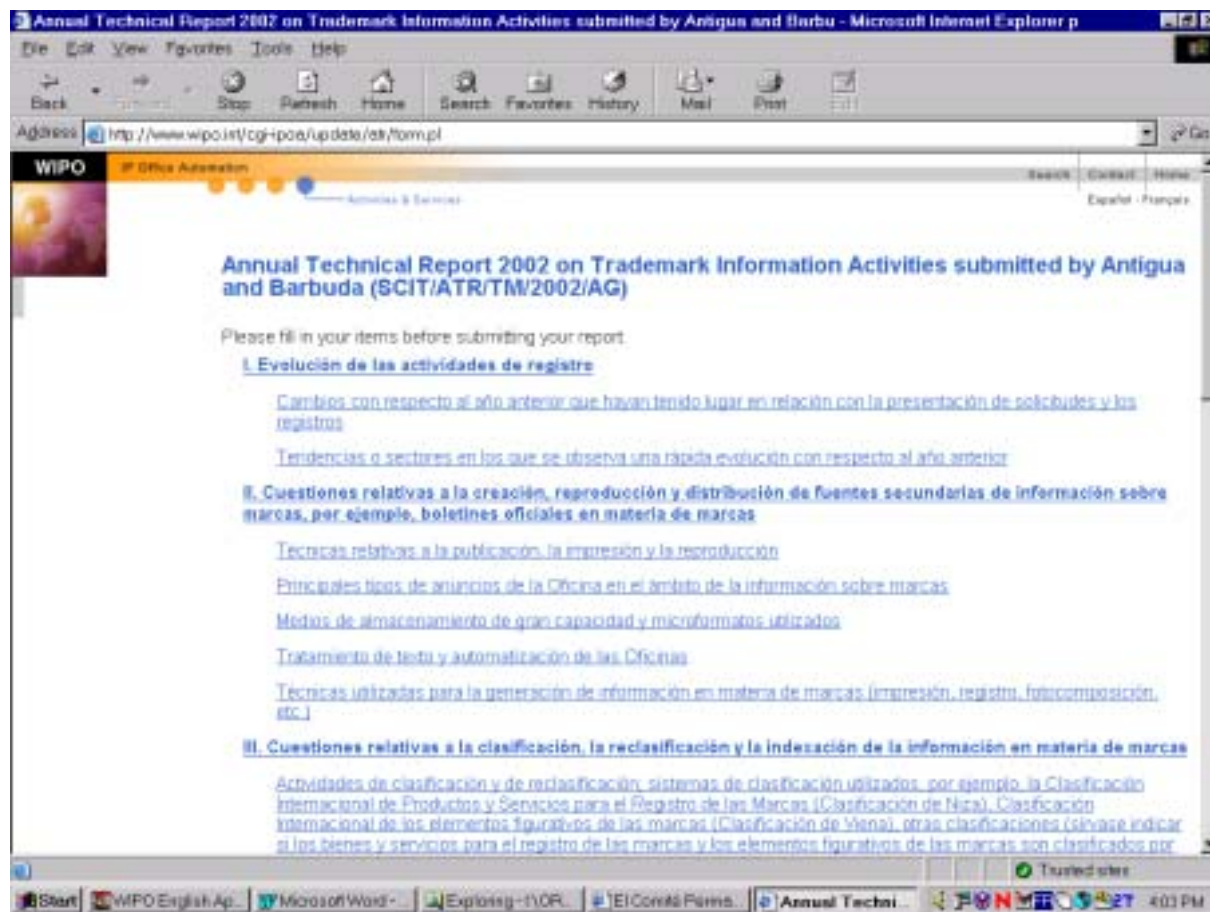 Annual Technical Report 2002 on Trademark Information Activities submitted by Antigua and Barbu - Microsoft Internet Explorer p
File Edit View Favorites Tools Help
Back Stop Refresh Home Search Favorites History Mail Print Edit
Address http://www.wipo.int/cgi-ipoa/update/atr/form.pl Go
WIPO IP Office Automation Search Contact Home
Activities & Services Español - Français
Annual Technical Report 2002 on Trademark Information Activities submitted by Antigua
and Barbuda (SCIT/ATR/TM/2002/AG)
Please fill in your items before submitting your report.
I. Evolución de las actividades de registro
Cambios con respecto al año anterior que hayan tenido lugar en relación con la presentación de solicitudes y los
registros
Tendencias o sectores en los que se observa una rápida evolución con respecto al año anterior
II. Cuestiones relativas a la creación, reproducción y distribución de fuentes secundarias de información sobre
marcas, por ejemplo, boletines oficiales en materia de marcas
Técnicas relativas a la publicación, la impresión y la reproducción
Principales tipos de anuncios de la Oficina en el ámbito de la información sobre marcas
Medios de almacenamiento de gran capacidad y microformatos utilizados
Tratamiento de texto y automatización de las Oficinas
Técnicas utilizadas para la generación de información en materia de marcas (impresión, registro, fotocomposición,
etc.)
III. Cuestiones relativas a la clasificación, la reclasificación y la indexación de la información en materia de marcas
Actividades de clasificación y de reclasificación; sistemas de clasificación utilizados, por ejemplo, la Clasificación
Internacional de Productos y Servicios para el Registro de las Marcas (Clasificación de Niza), Clasificación
Internacional de los elementos figurativos de las marcas (Clasificación de Viena), otras clasificaciones (sírvase indicar
si los bienes y servicios para el registro de las marcas y los elementos figurativos de las marcas son clasificados por
Trusted sites
Start WIPO English Ap... Microsoft Word - ... Exploring - I:\OR... El Comité Perma... Annual Techni... 4:03 PM